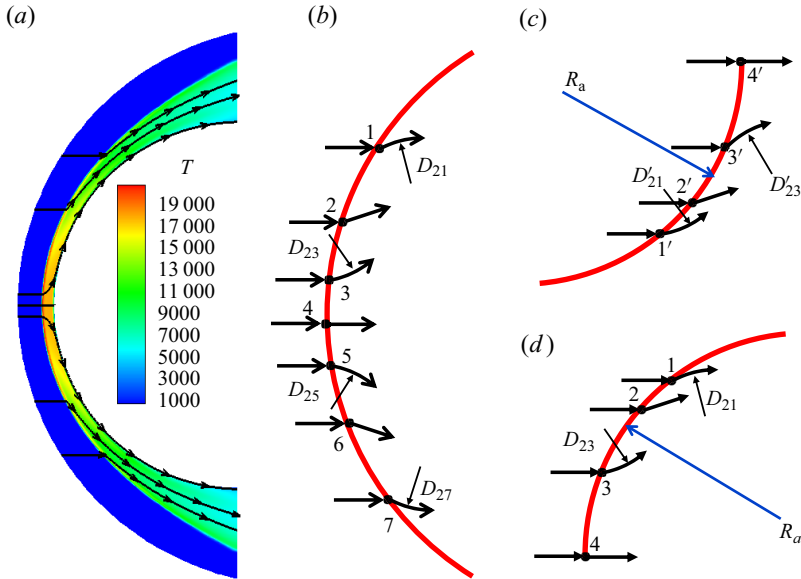 (a)
T
19 000
17 000
15 000
13 000
11 000
9000
7000
5000
3000
1000
(b)
1
D21
2
D23
3
4
5
D25
6
D27
7
(c)
4′
Ra
3′
D′21
2′
D′23
1′
(d)
1
2
D21
D23
3
Ra
4